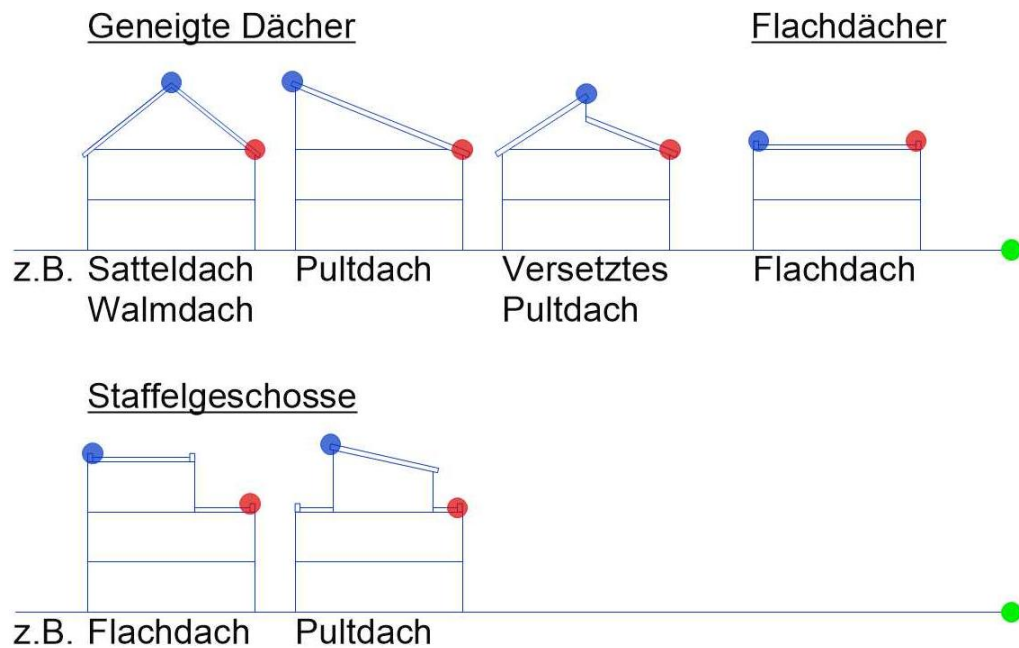 Geneigte Dächer Flachdächer
z.B. Satteldach Pultdach Versetztes Flachdach
Walmdach Pultdach
Staffelgeschosse
z.B. Flachdach Pultdach